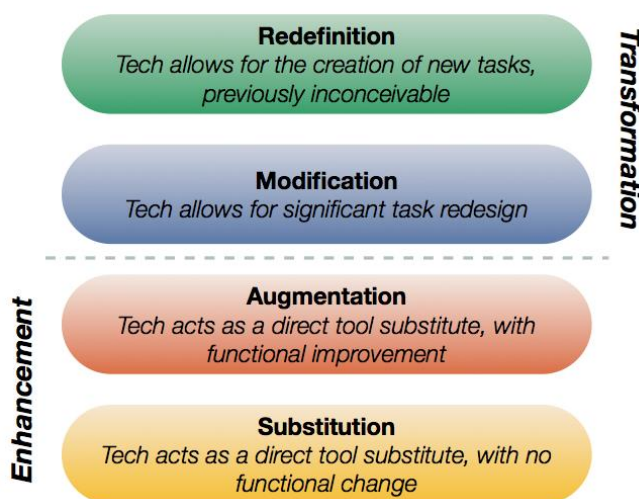 Redefinition
Tech allows for the creation of new tasks,
previously inconceivable
Transformation
Modification
Tech allows for significant task redesign
Augmentation
Tech acts as a direct tool substitute, with
functional improvement
Enhancement
Substitution
Tech acts as a direct tool substitute, with no
functional change